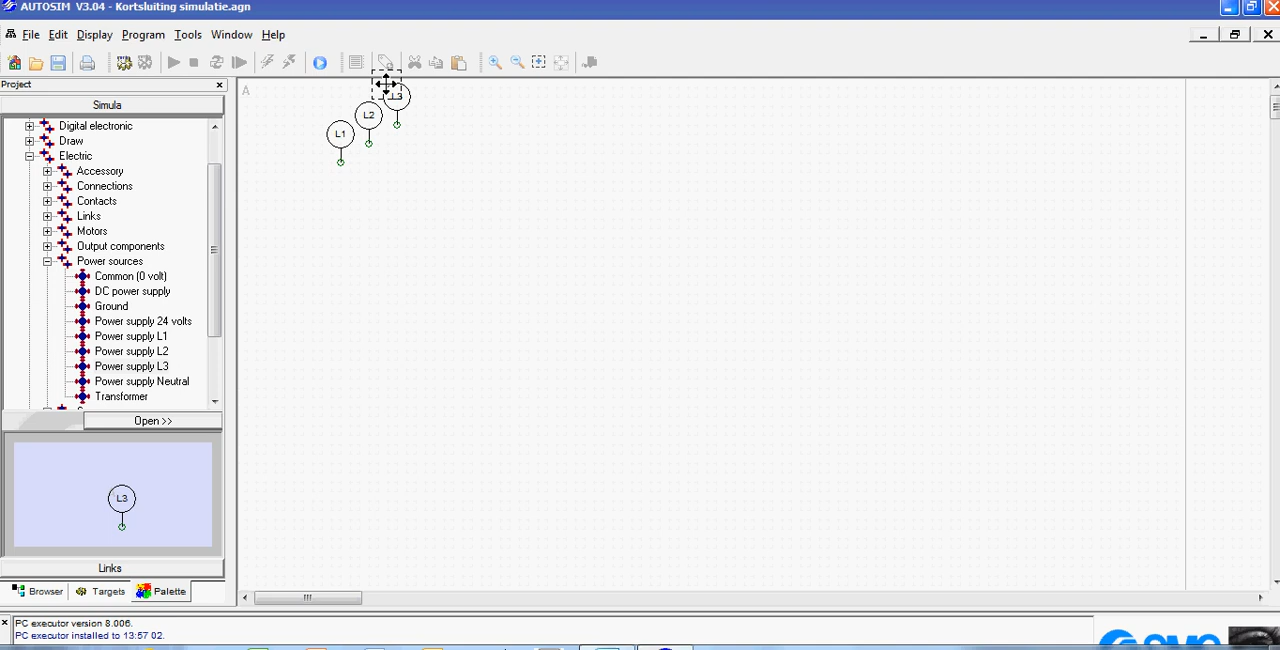 AUTOSIM V3.04 - Kortsluiting simulatie.agn
File Edit Display Program Tools Window Help
Project
Simula
Digital electronic
Draw
Electric
Accessory
Connections
Contacts
Links
Motors
Output components
Power sources
Common (0 volt)
DC power supply
Ground
Power supply 24 volts
Power supply L1
Power supply L2
Power supply L3
Power supply Neutral
Transformer
Open >>
L3
Links
Browser Targets Palette
A
L3
L2
L1
PC executor version 8.006.
PC executor installed to 13:57 02.